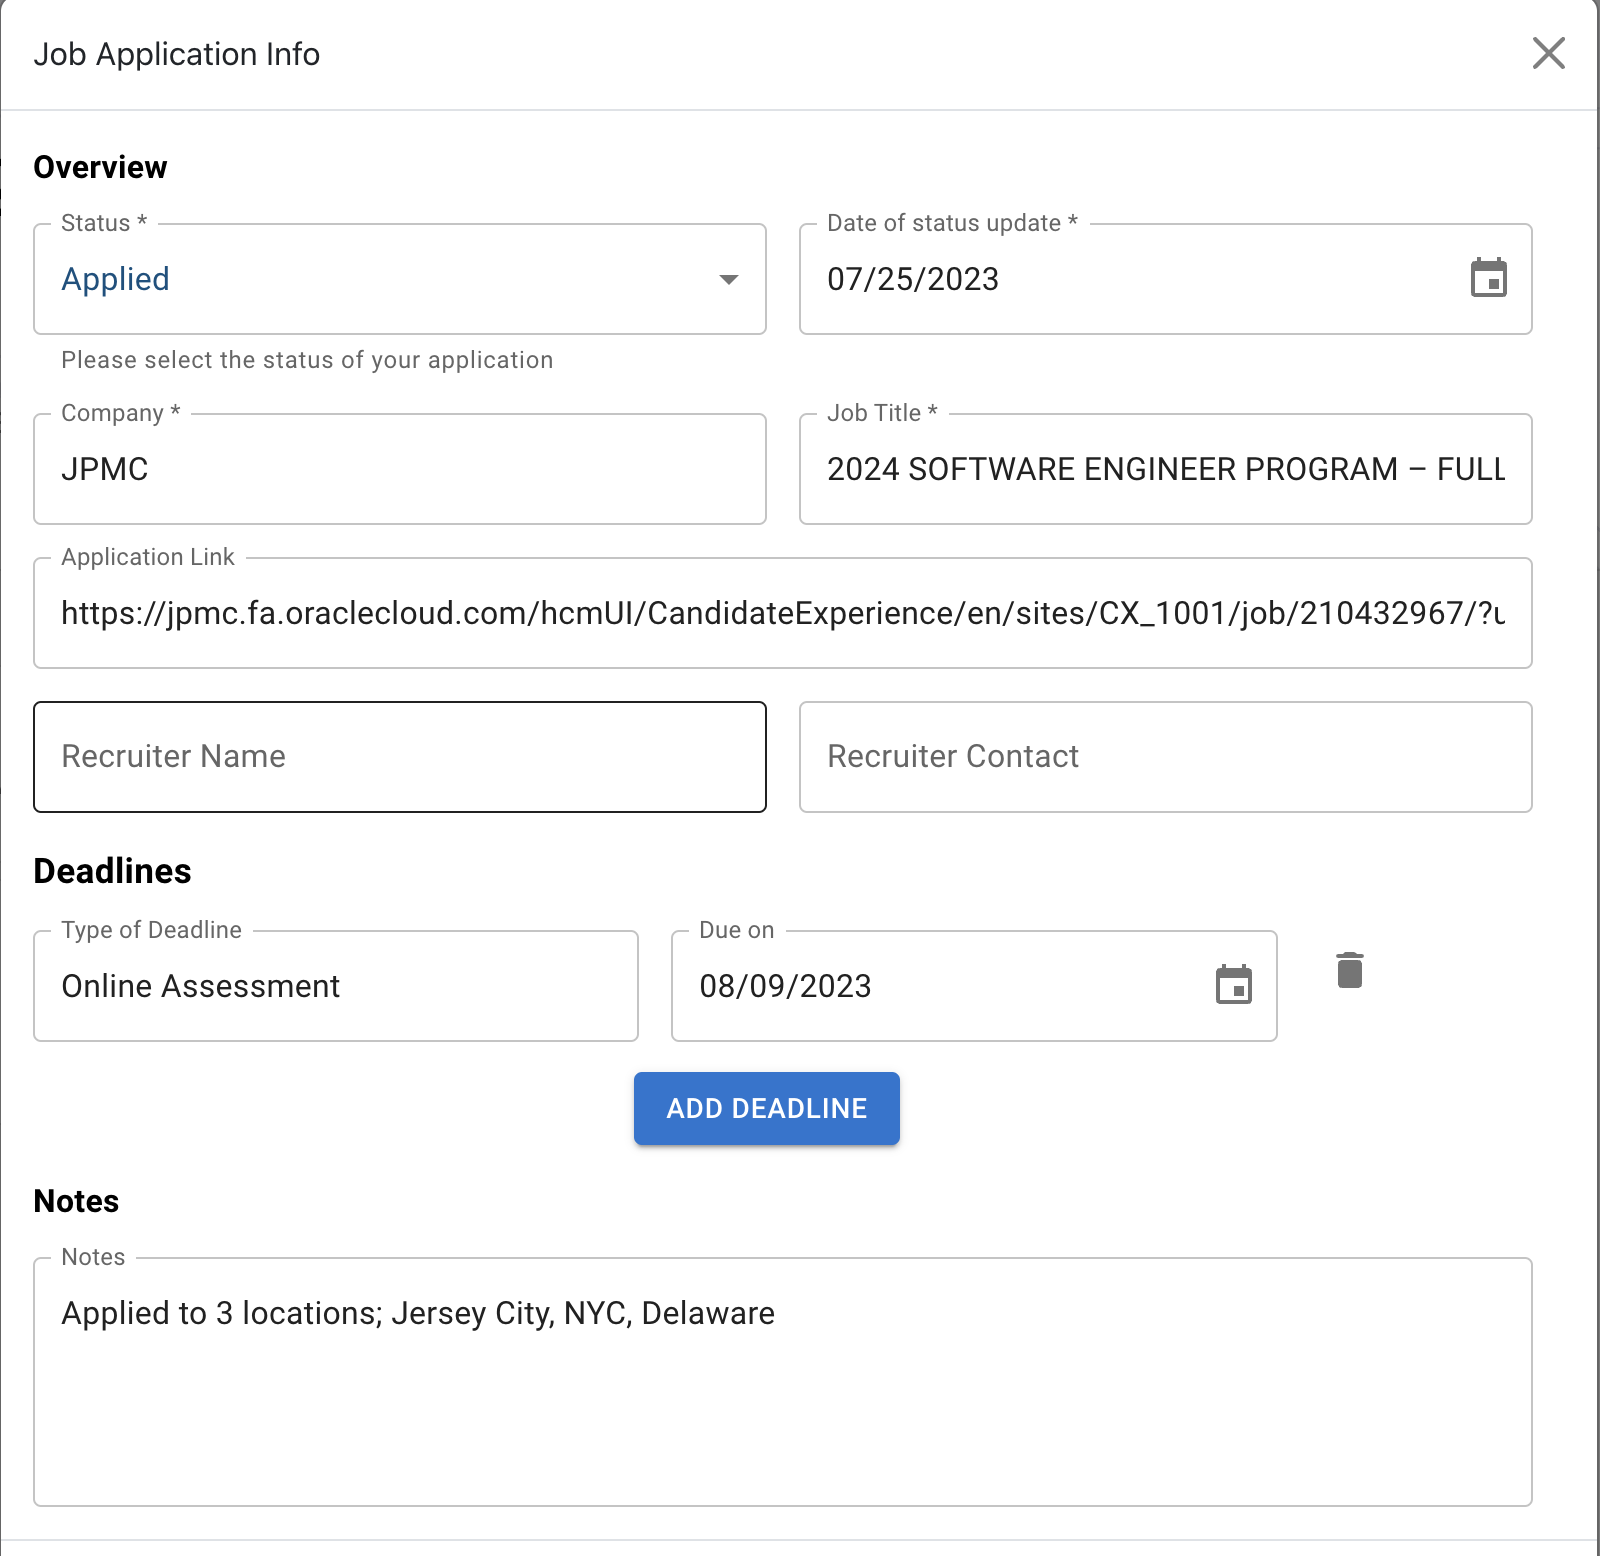 Job Application Info
Overview
Status *
Applied
Please select the status of your application
Date of status update *
07/25/2023
Company *
JPMC
Job Title *
2024 SOFTWARE ENGINEER PROGRAM – FULL
Application Link
https://jpmc.fa.oraclecloud.com/hcmUI/CandidateExperience/en/sites/CX_1001/job/210432967/?u
Recruiter Name
Recruiter Contact
Deadlines
Type of Deadline
Online Assessment
Due on
08/09/2023
ADD DEADLINE
Notes
Notes
Applied to 3 locations; Jersey City, NYC, Delaware